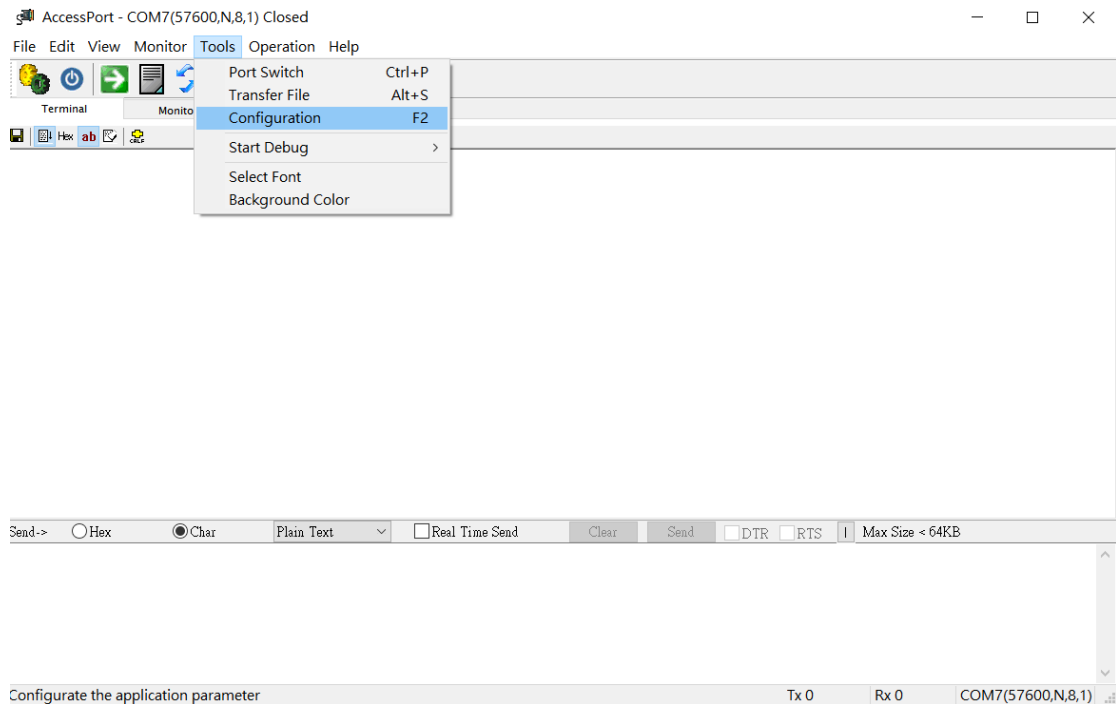 AccessPort - COM7(57600,N,8,1) Closed
File Edit View Monitor Tools Operation Help
Port Switch Ctrl+P
Transfer File Alt+S
Configuration F2
Start Debug
Select Font
Background Color
Terminal
Monito
Hex ab
CRLF
Send-> Hex Char Plain Text Real Time Send Clear Send DTR RTS Max Size < 64KB
Configurate the application parameter Tx 0 Rx 0 COM7(57600,N,8,1)